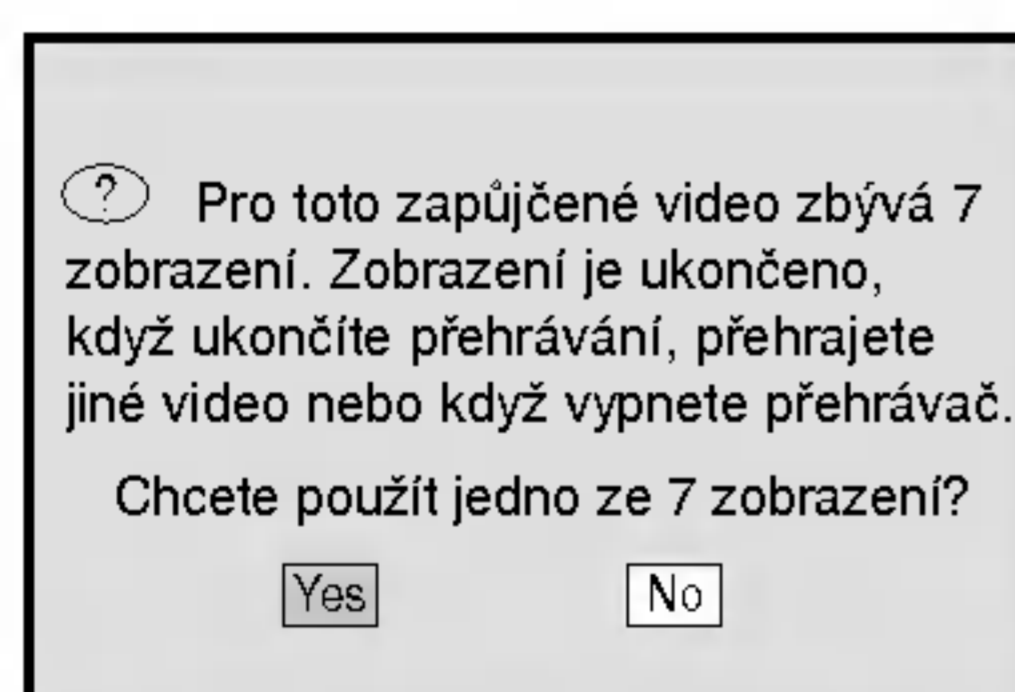 ? Pro toto zapůjčené video zbývá 7
zobrazení. Zobrazení je ukončeno,
když ukončíte přehrávání, přehrajete
jiné video nebo když vypnete přehrávač.
Chcete použít jedno ze 7 zobrazení?
Yes No